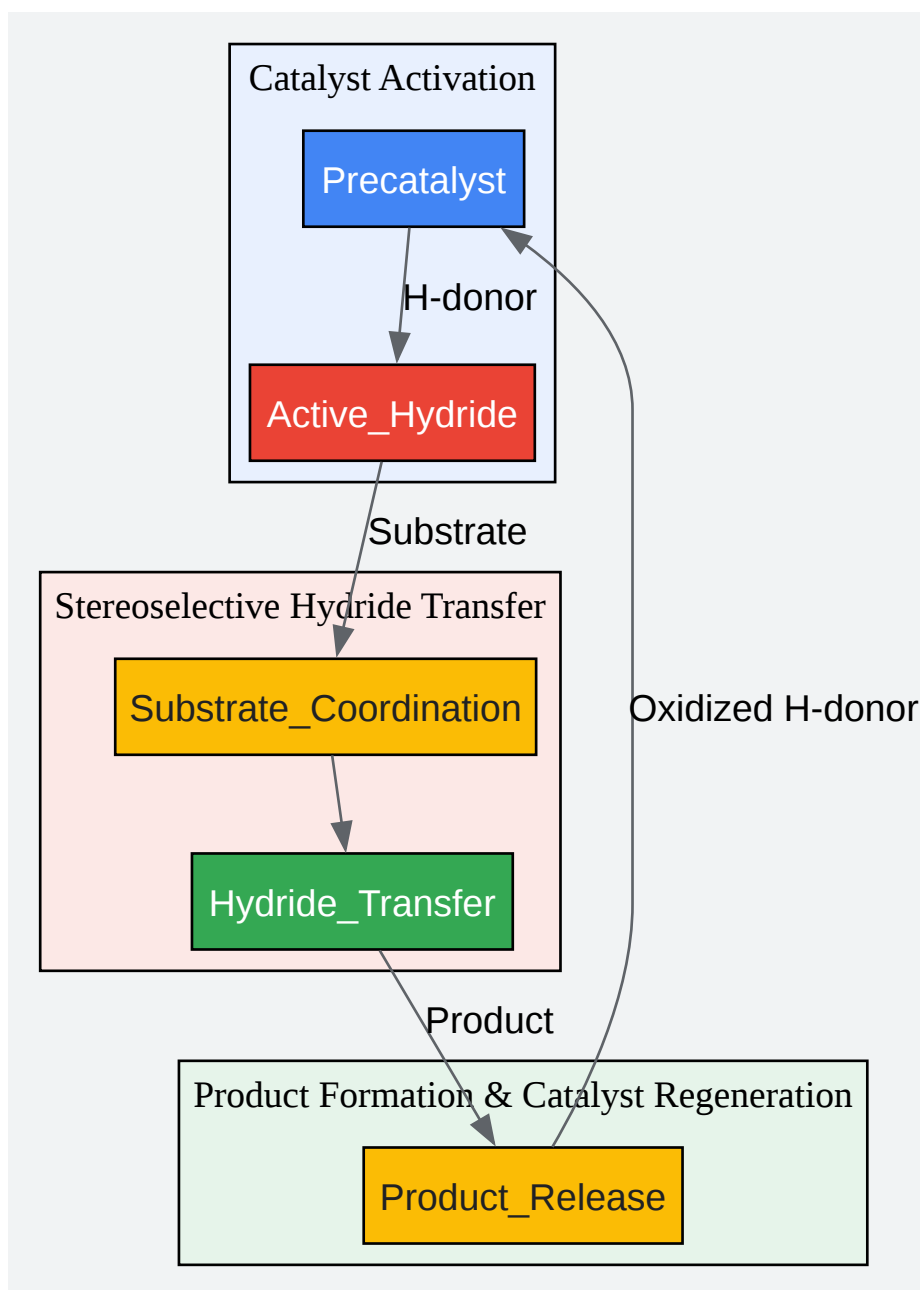 Catalyst Activation
Precatalyst
H-donor
Active_Hydride
Substrate
Stereoselective Hydride Transfer
Substrate_Coordination
Oxidized H-donor
Hydride_Transfer
Product
Product Formation & Catalyst Regeneration
Product_Release